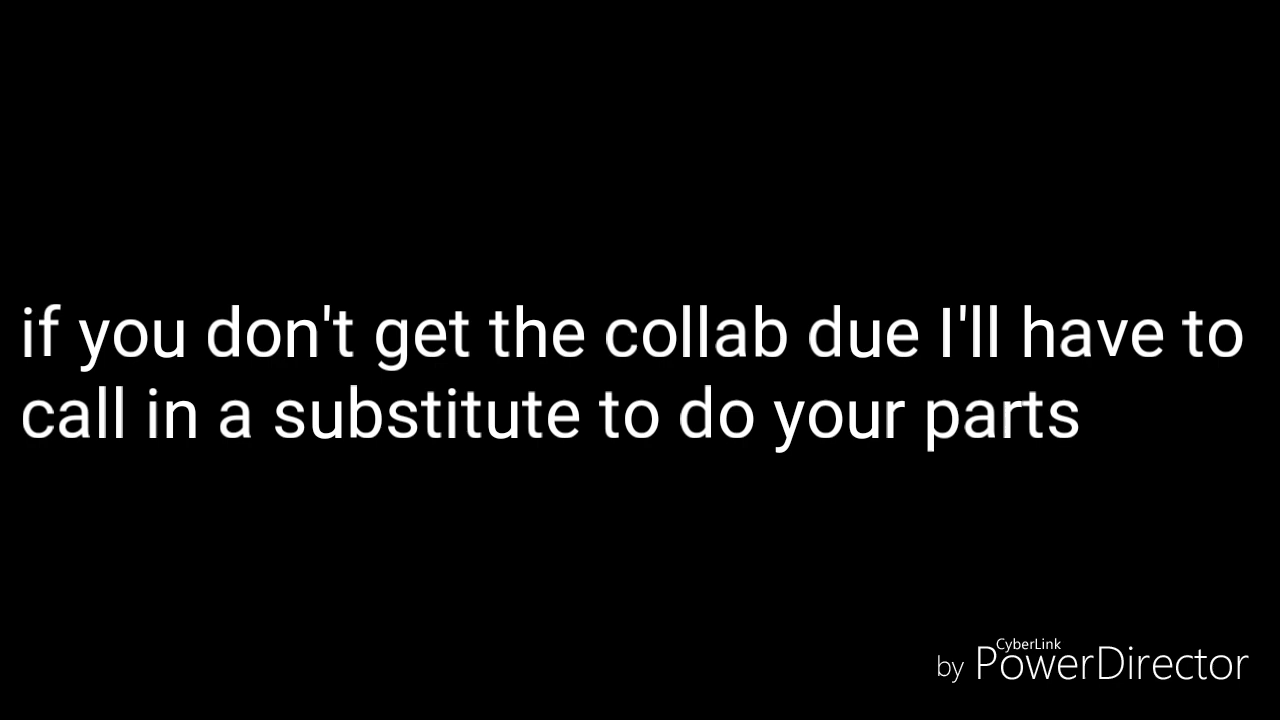 if you don't get the collab due I'll have to
call in a substitute to do your parts
CyberLink
by PowerDirector